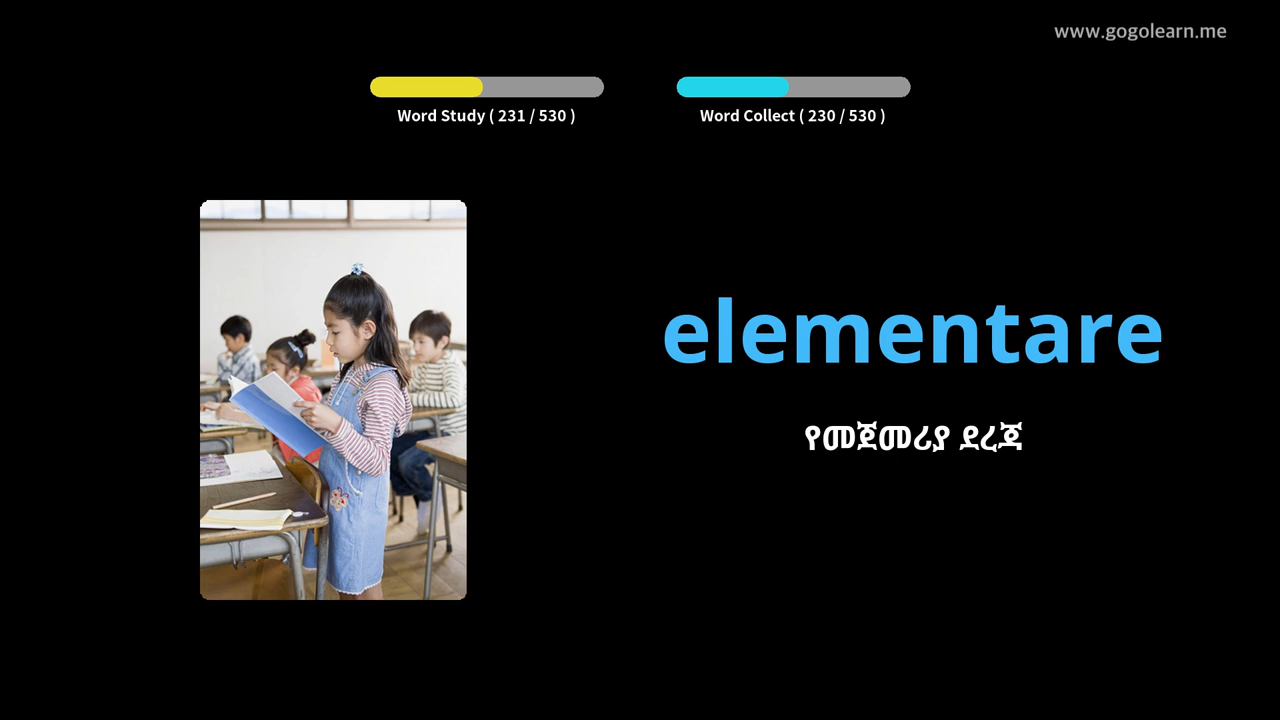 www.gogolearn.me
Word Study ( 231 / 530 )
Word Collect ( 230 / 530 )
elementare
የመጀመሪያ ደረጃ